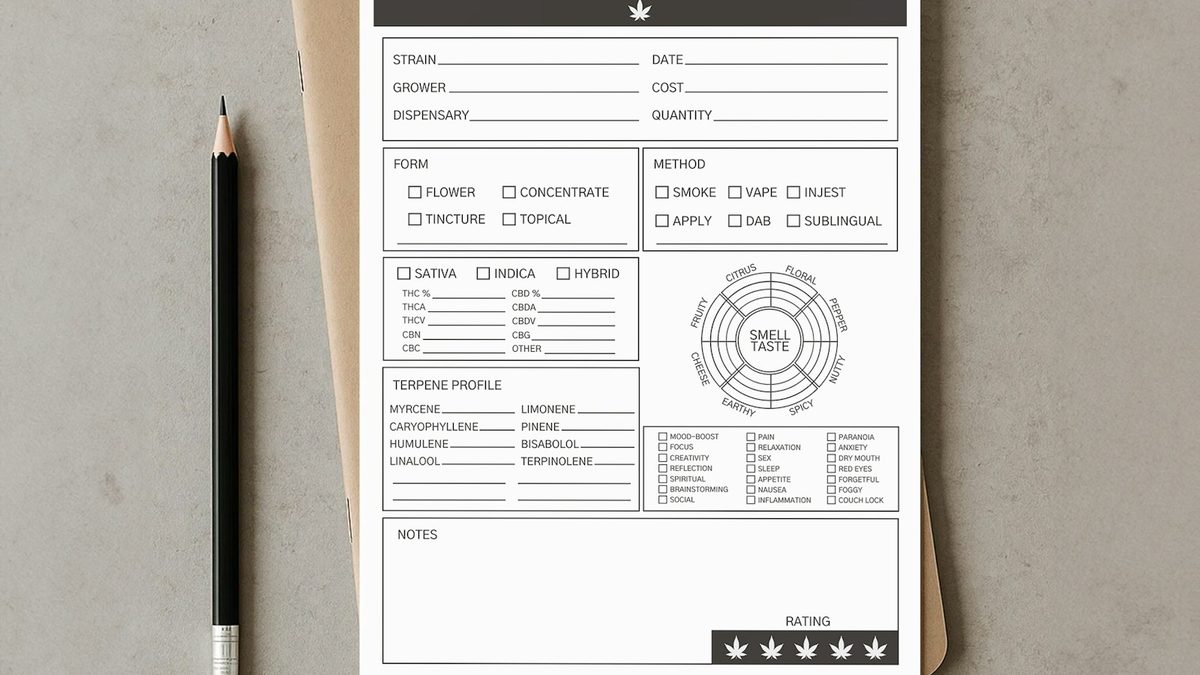 STRAIN DATE
GROWER COST
DISPENSARY QUANTITY
FORM
FLOWER CONCENTRATE
TINCTURE TOPICAL
METHOD
SMOKE VAPE INJEST
APPLY DAB SUBLINGUAL
SATIVA INDICA HYBRID
THC % CBD %
THCA CBDA
THCV CBDV
CBN CBG
CBC OTHER
CITRUS
FLORAL
PEPPER
NUTTY
SPICY
EARTHY
CHEESE
FRUITY
SMELL
TASTE
TERPENE PROFILE
MYRCENE LIMONENE
CARYOPHYLLENE PINENE
HUMULENE BISABOLOL
LINALOOL TERPINOLENE
MOOD-BOOST PAIN PARANOIA
FOCUS RELAXATION ANXIETY
CREATIVITY SEX DRY MOUTH
REFLECTION SLEEP RED EYES
SPIRITUAL APPETITE FORGETFUL
BRAINSTORMING NAUSEA FOGGY
SOCIAL INFLAMMATION COUCH LOCK
NOTES
RATING